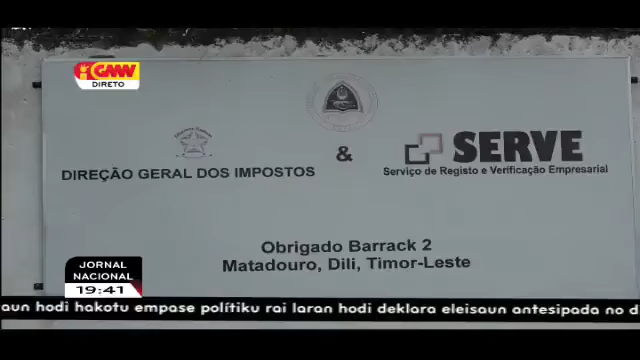 GMN
DIRETO
DIREÇÃO GERAL DOS IMPOSTOS
&
SERVE
Serviço de Registo e Verificação Empresarial
Obrigado Barrack 2
Matadouro, Dili, Timor-Leste
JORNAL
NACIONAL
19:41
aun hodi hakotu empase polítiku rai laran hodi deklara eleisaun antesipada no d